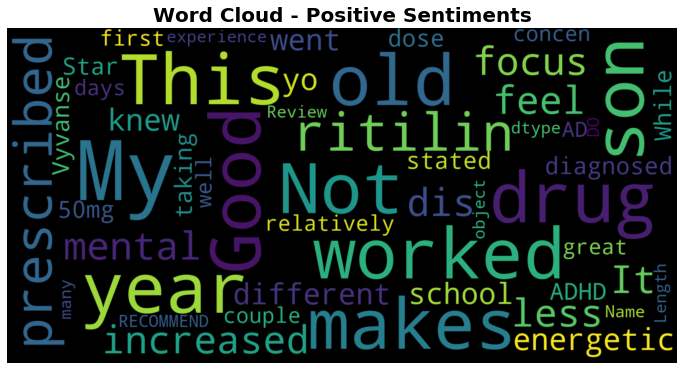 Word Cloud - Positive Sentiments
first
experience
went
dose
concen
Star
This
yo
old
focus
son
While
days
Vyvanse
prescribed
knew
Review
feel
dtype
AD
DO
My
Good
ritilin
taking
well
Not
stated
diagnosed
50mg
dis
drug
object
relatively
mental
worked
great
It
Length
year
different
school
ADHD
many
RECOMMEND
couple
makes
less
Name
increased
energetic